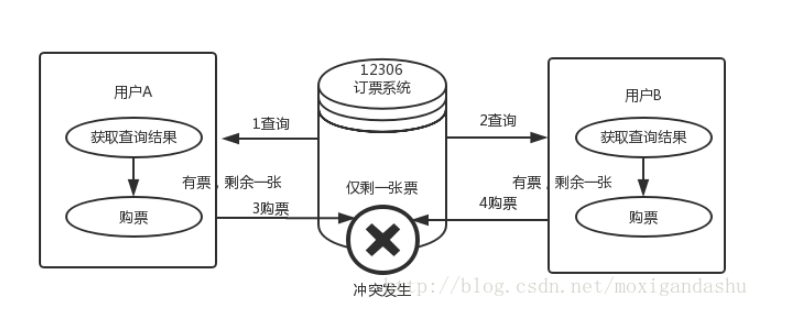 12306
订票系统
用户A
用户B
1查询
2查询
获取查询结果
获取查询结果
有票，剩余一张
仅剩一张票
有票，剩余一张
购票
3购票
4购票
购票
冲突发生
http://blog.csdn.net/moxigandashu